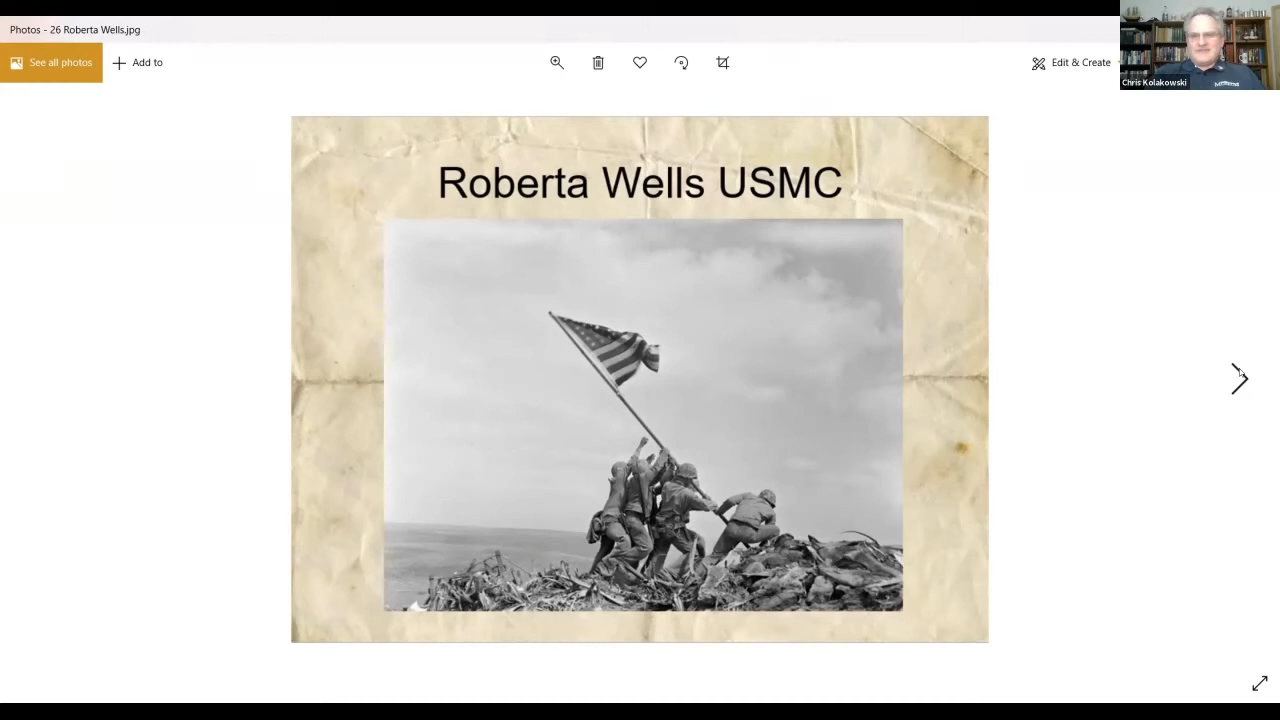 Photos - 26 Roberta Wells.jpg
See all photos
Add to
Edit & Create
Chris Kolakowski
Roberta Wells USMC